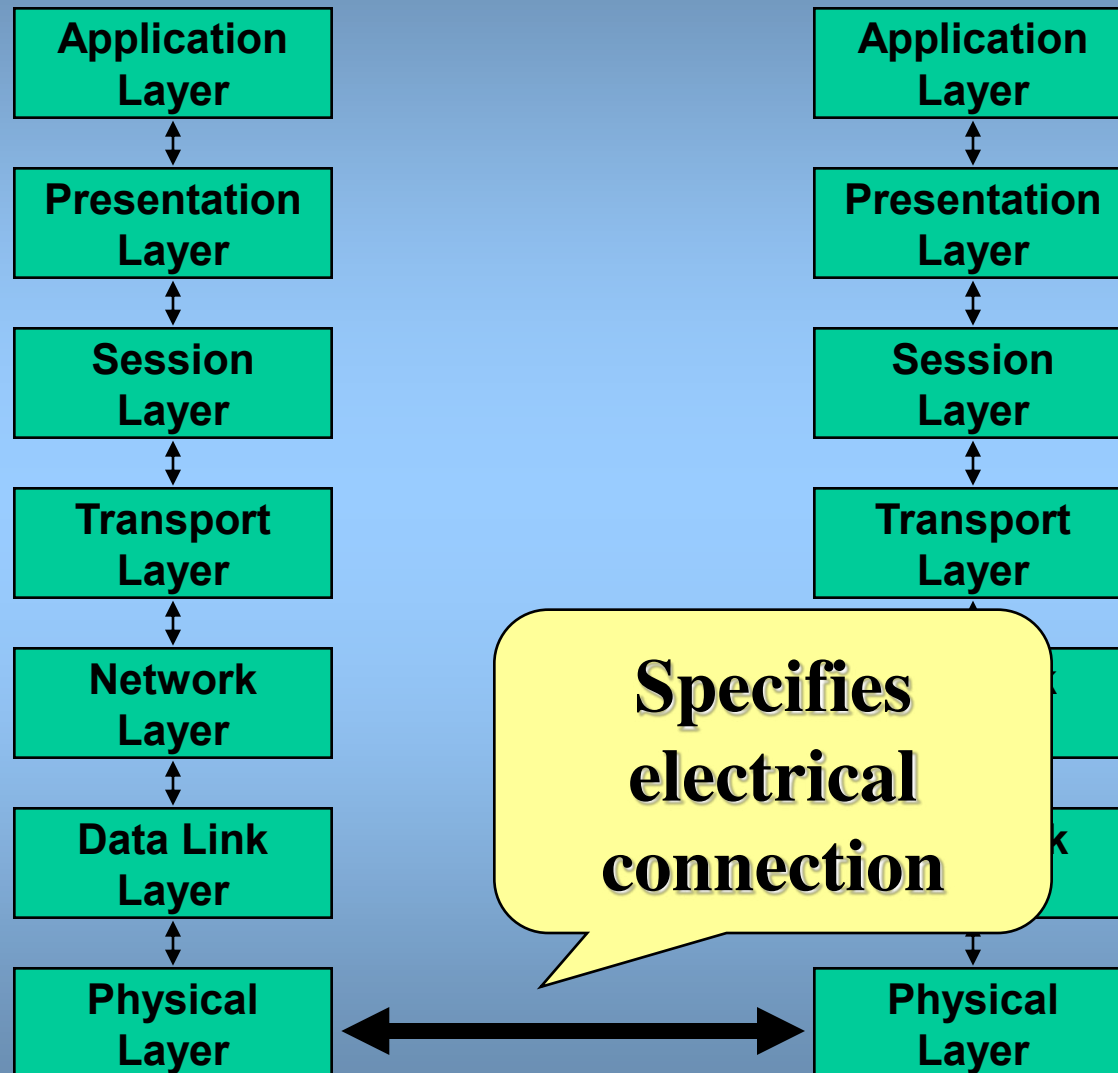 Application
Layer
Presentation
Layer
Session
Layer
Transport
Layer
Network
Layer
Data Link
Layer
Physical
Layer
Application
Layer
Presentation
Layer
Session
Layer
Transport
Layer
Specifies
electrical
connection
k
k
Physical
Layer